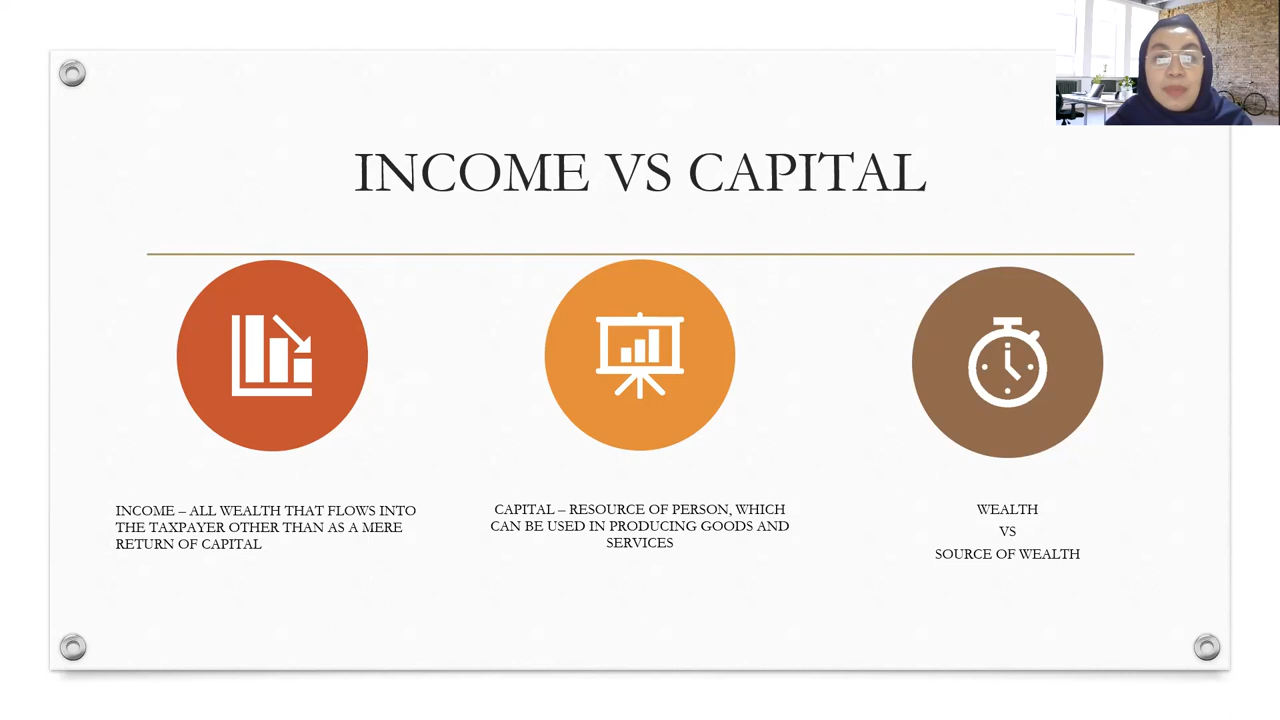 INCOME VS CAPITAL
INCOME – ALL WEALTH THAT FLOWS INTO
THE TAXPAYER OTHER THAN AS A MERE
RETURN OF CAPITAL
CAPITAL – RESOURCE OF PERSON, WHICH
CAN BE USED IN PRODUCING GOODS AND
SERVICES
WEALTH
VS
SOURCE OF WEALTH